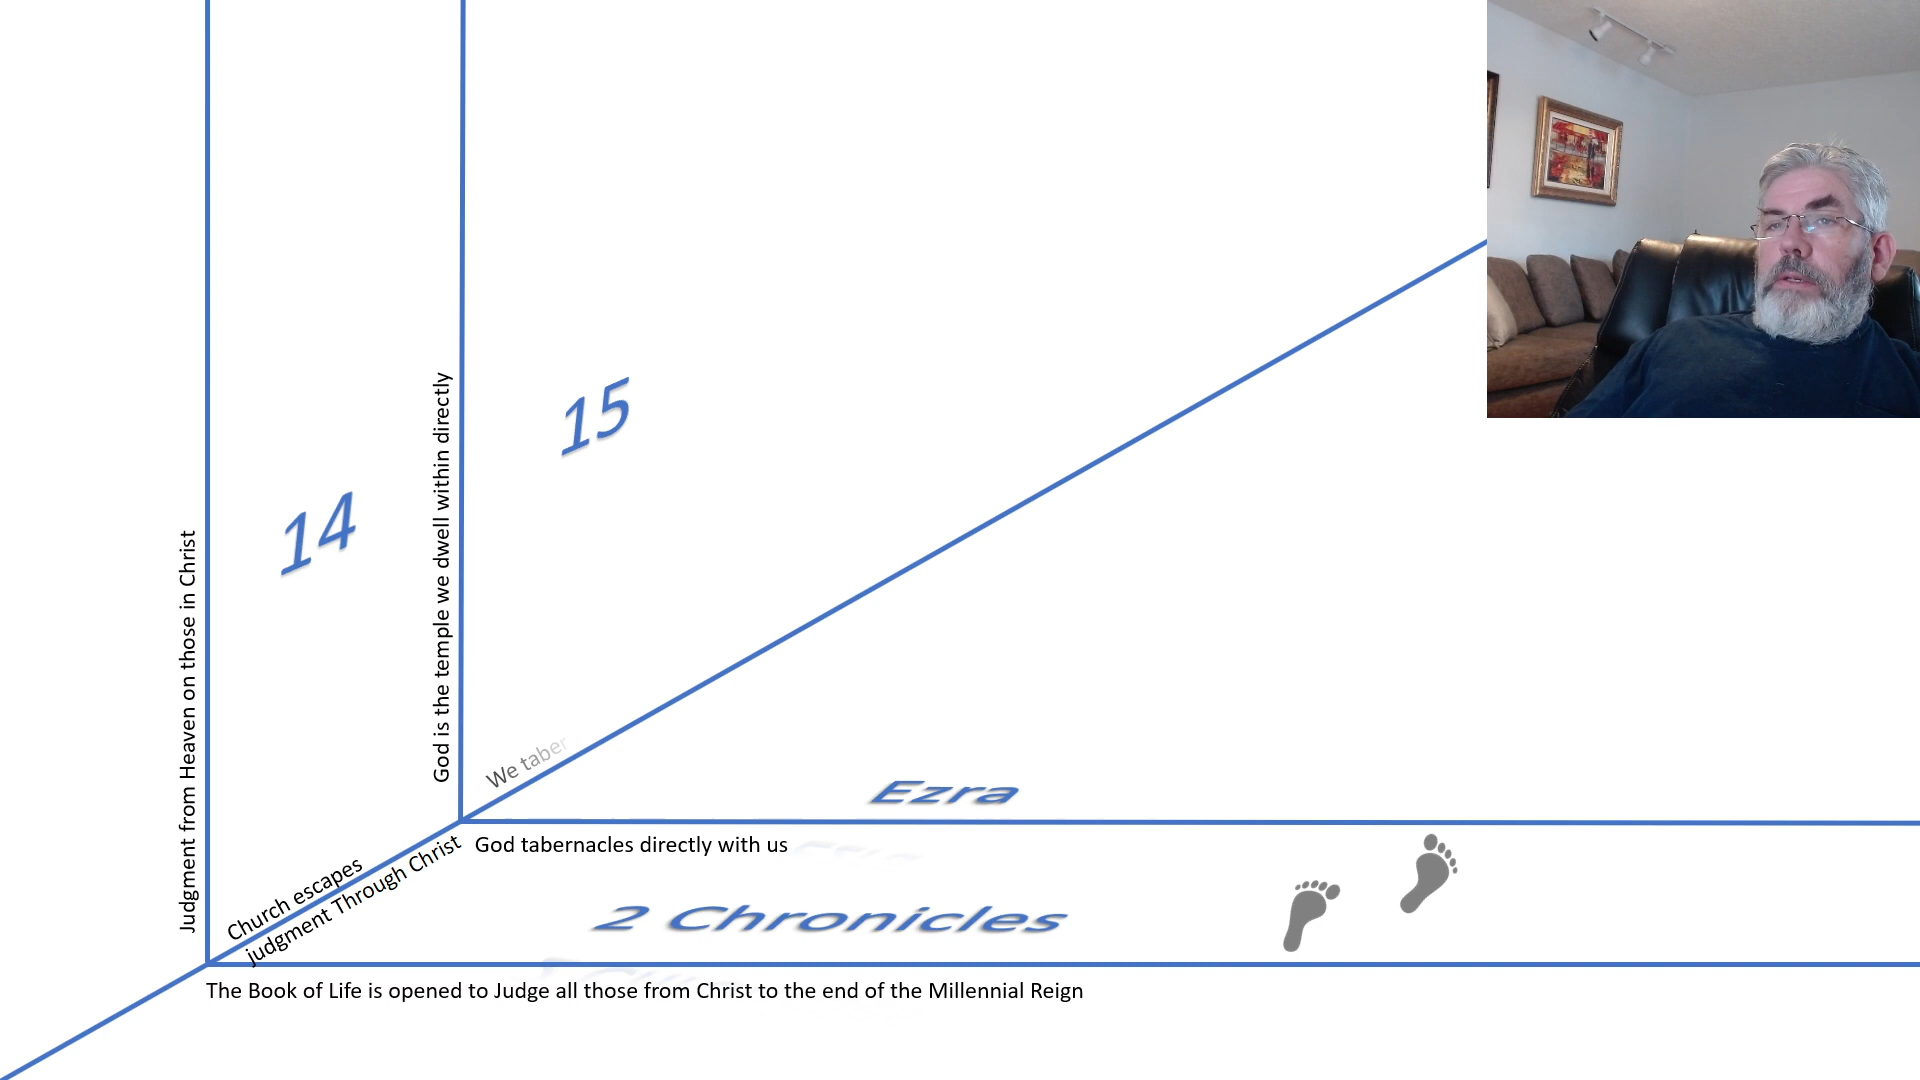 15
14
Judgment from Heaven on those in Christ
God is the temple we dwell within directly
We taber
Ezra
God tabernacles directly with us
Church escapes
judgment Through Christ
2 Chronicles
The Book of Life is opened to Judge all those from Christ to the end of the Millennial Reign